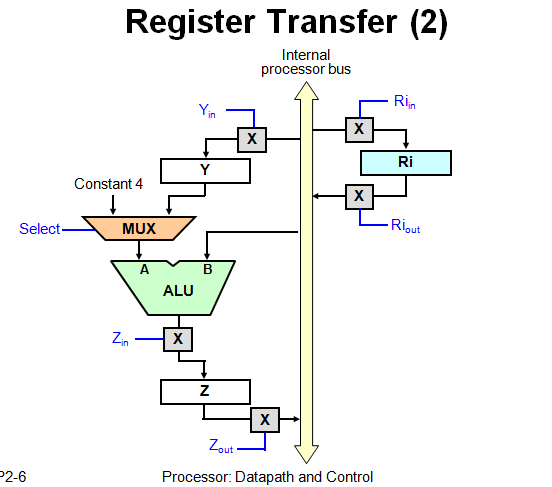 Register Transfer (2)
Internal
processor bus
Yin
Riin
X
X
Y
Ri
Constant 4
X
Select
MUX
Riout
A
B
ALU
Zin
X
Z
X
Zout
P2-6
Processor: Datapath and Control